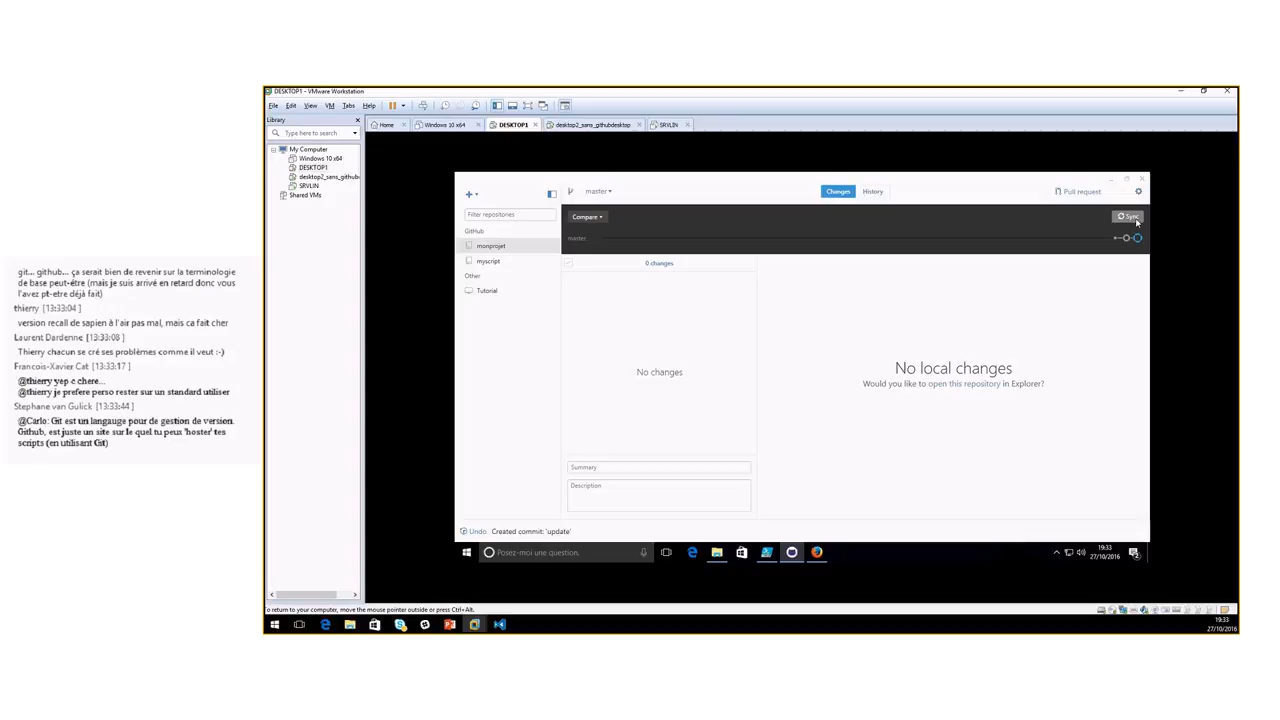 git... github... ça serait bien de revenir sur la terminologie
de base peut-être (mais je suis arrivé en retard donc vous
l'avez pt-etre déjà fait)
thierry [13:33:04 ]
version recall de sapien à l'air pas mal, mais ca fait cher
Laurent Dardenne [13:33:08 ]
Thierry chacun se cré ses problèmes comme il veut :-)
Francois-Xavier Cat [13:33:17 ]
@thierry yep c chere...
@thierry je prefere perso rester sur un standard utiliser
Stephane van Gulick [13:33:44 ]
@Carlo: Git est un langauge pour de gestion de version.
Github, est juste un site sur le quel tu peux 'hoster' tes
scripts (en utilisant Git)
DESKTOP1 - VMware Workstation
File Edit View VM Tabs Help
Library
Type here to search
My Computer
Windows 10 x64
DESKTOP1
desktop2_sans_github
SRVLIN
Shared VMs
Home Windows 10 x64 DESKTOP1 desktop2_sans_githubdesktop SRVLIN
master Changes History Pull request
Filter repositories
GitHub
monprojet
myscript
Other
Tutorial
Compare Sync
master
0 changes
No changes
No local changes
Would you like to open this repository in Explorer?
Summary
Description
Undo Created commit: 'update'
Posez-moi une question.
19:33
27/10/2016
2
To return to your computer, move the mouse pointer outside or press Ctrl+Alt.
19:33
27/10/2016